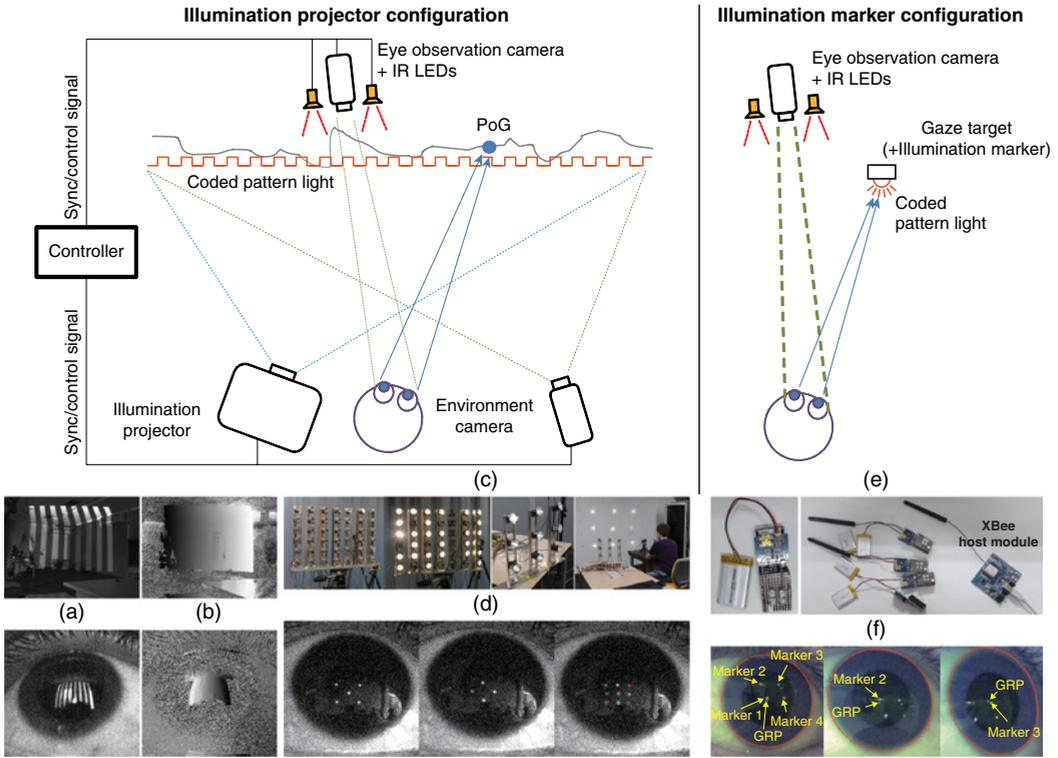 Illumination projector configuration
Illumination marker configuration
Eye observation camera
+ IR LEDs
PoG
Coded pattern light
Sync/control signal
Controller
Sync/control signal
Illumination
projector
Environment
camera
(c)
Eye observation camera
+ IR LEDs
Gaze target
(+Illumination marker)
Coded
pattern light
(e)
(a)
(b)
(d)
XBee
host module
(f)
Marker 3
Marker 2
Marker 1
Marker 4
GRP
Marker 2
GRP
GRP
Marker 3